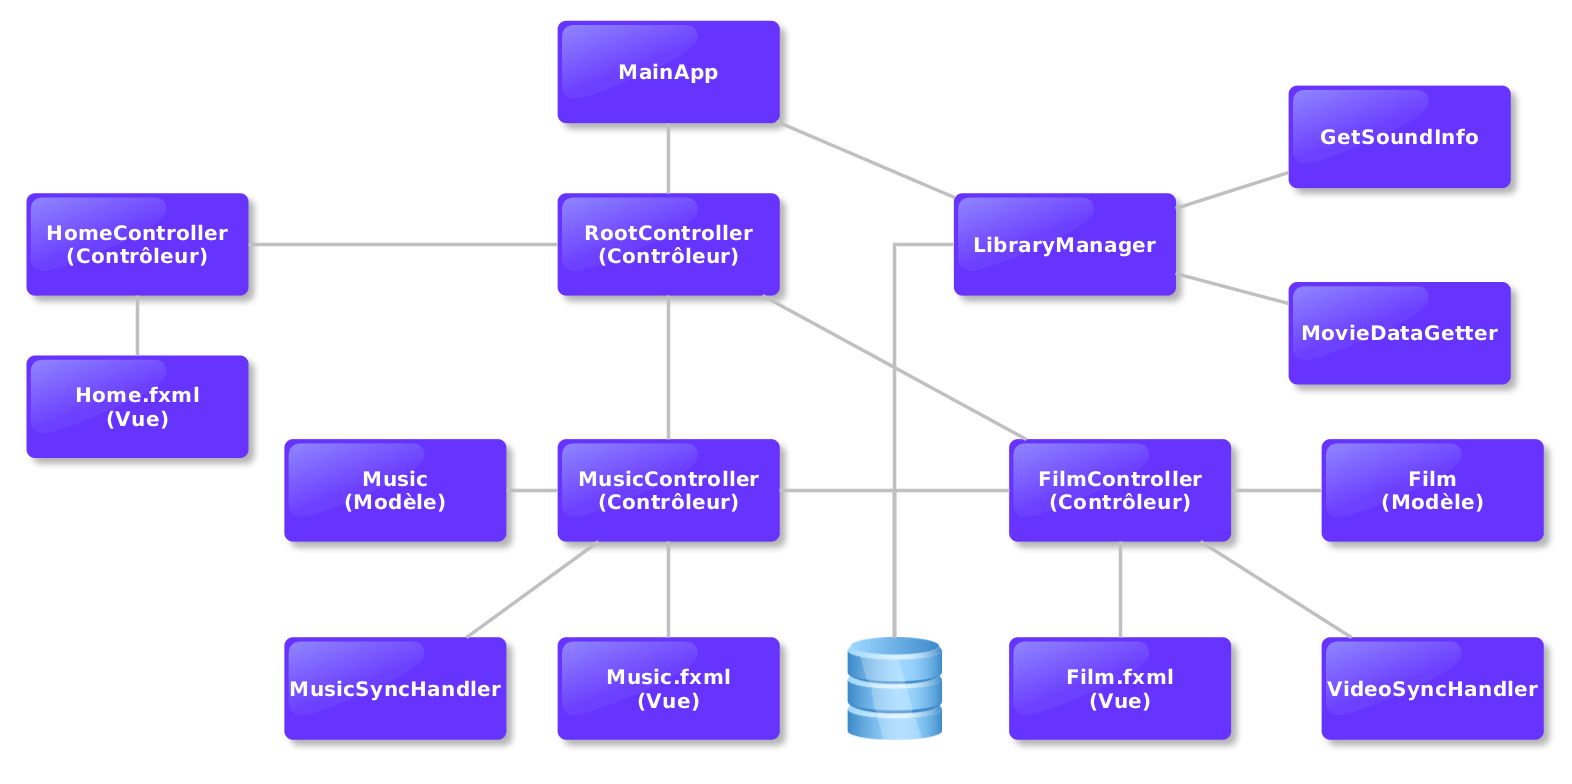 MainApp
GetSoundInfo
HomeController
(Contrôleur)
RootController
(Contrôleur)
LibraryManager
MovieDataGetter
Home.fxml
(Vue)
Music
(Modèle)
MusicController
(Contrôleur)
FilmController
(Contrôleur)
Film
(Modèle)
MusicSyncHandler
Music.fxml
(Vue)
Film.fxml
(Vue)
VideoSyncHandler